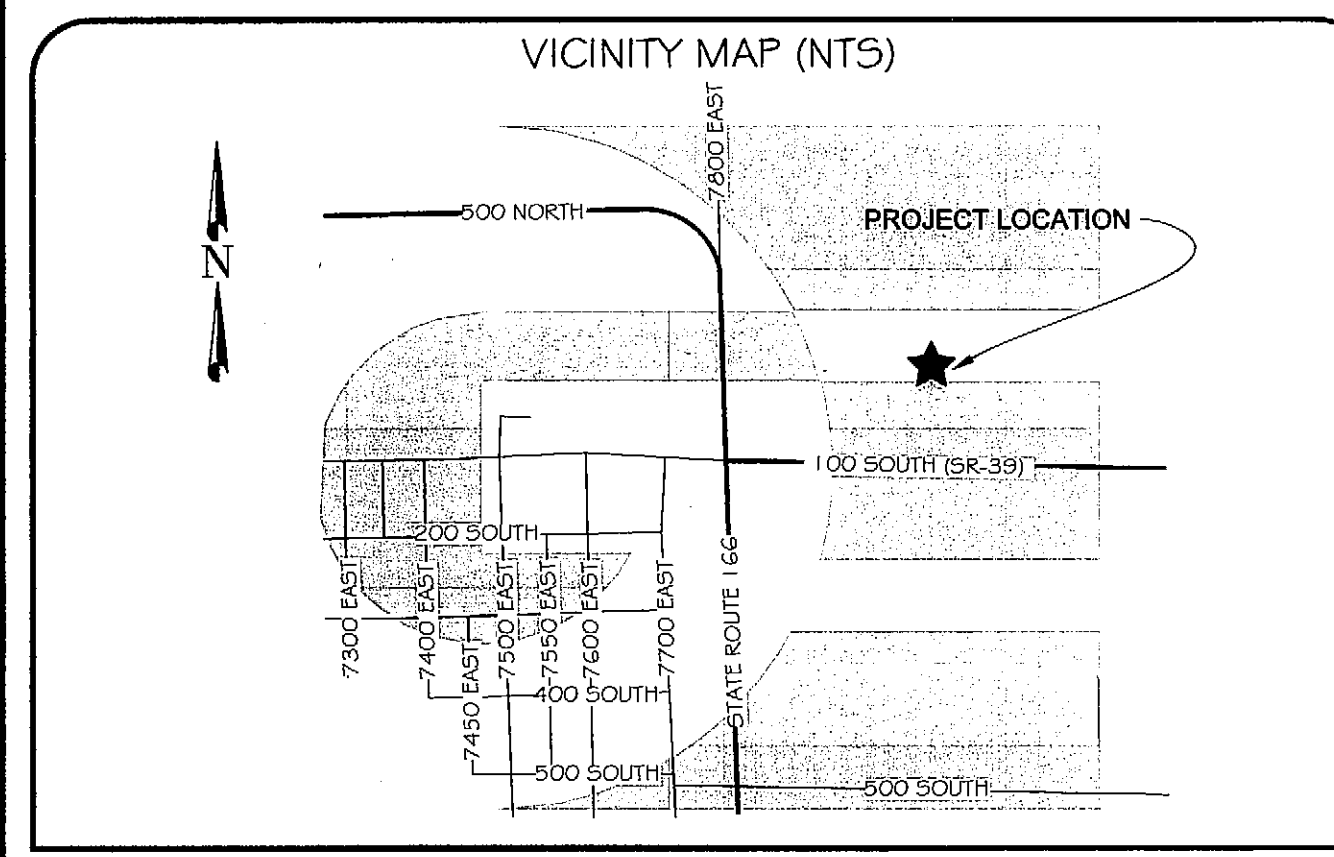 VICINITY MAP (NTS)
7800 EAST
500 NORTH
PROJECT LOCATION
N
100 SOUTH (SR-39)
200 SOUTH
7300 EAST
7400 EAST
7450 EAST
7500 EAST
7550 EAST
7600 EAST
7700 EAST
STATE ROUTE 166
400 SOUTH
500 SOUTH
500 SOUTH